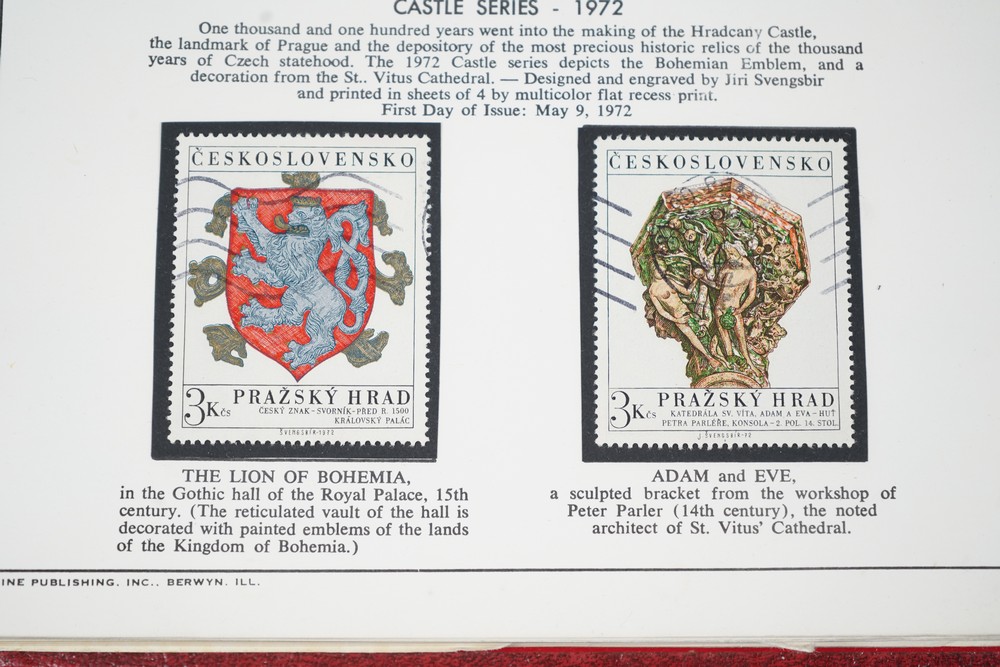 CASTLE SERIES - 1972
One thousand and one hundred years went into the making of the Hradcany Castle,
the landmark of Prague and the depository of the most precious historic relics of the thousand
years of Czech statehood. The 1972 Castle series depicts the Bohemian Emblem, and a
decoration from the St.. Vitus Cathedral. — Designed and engraved by Jiri Svengsbir
and printed in sheets of 4 by multicolor flat recess print.
First Day of Issue: May 9, 1972
ČESKOSLOVENSKO
3Kčs
PRAŽSKÝ HRAD
ČESKÝ ZNAK-SVORNÍK-PŘED R. 1500
KRÁLOVSKÝ PALÁC
ŠVENGSBÍR-1972
ČESKOSLOVENSKO
3Kčs
PRAŽSKÝ HRAD
KATEDRÁLA SV. VÍTA, ADAM A EVA-HUŤ
PETRA PARLÉŘE, KONSOLA-2. POL. 14. STOL.
J. ŠVENGSBÍR-72
THE LION OF BOHEMIA,
in the Gothic hall of the Royal Palace, 15th
century. (The reticulated vault of the hall is
decorated with painted emblems of the lands
of the Kingdom of Bohemia.)
ADAM and EVE,
a sculpted bracket from the workshop of
Peter Parler (14th century), the noted
architect of St. Vitus' Cathedral.
INE PUBLISHING, INC.. BERWYN. ILL.